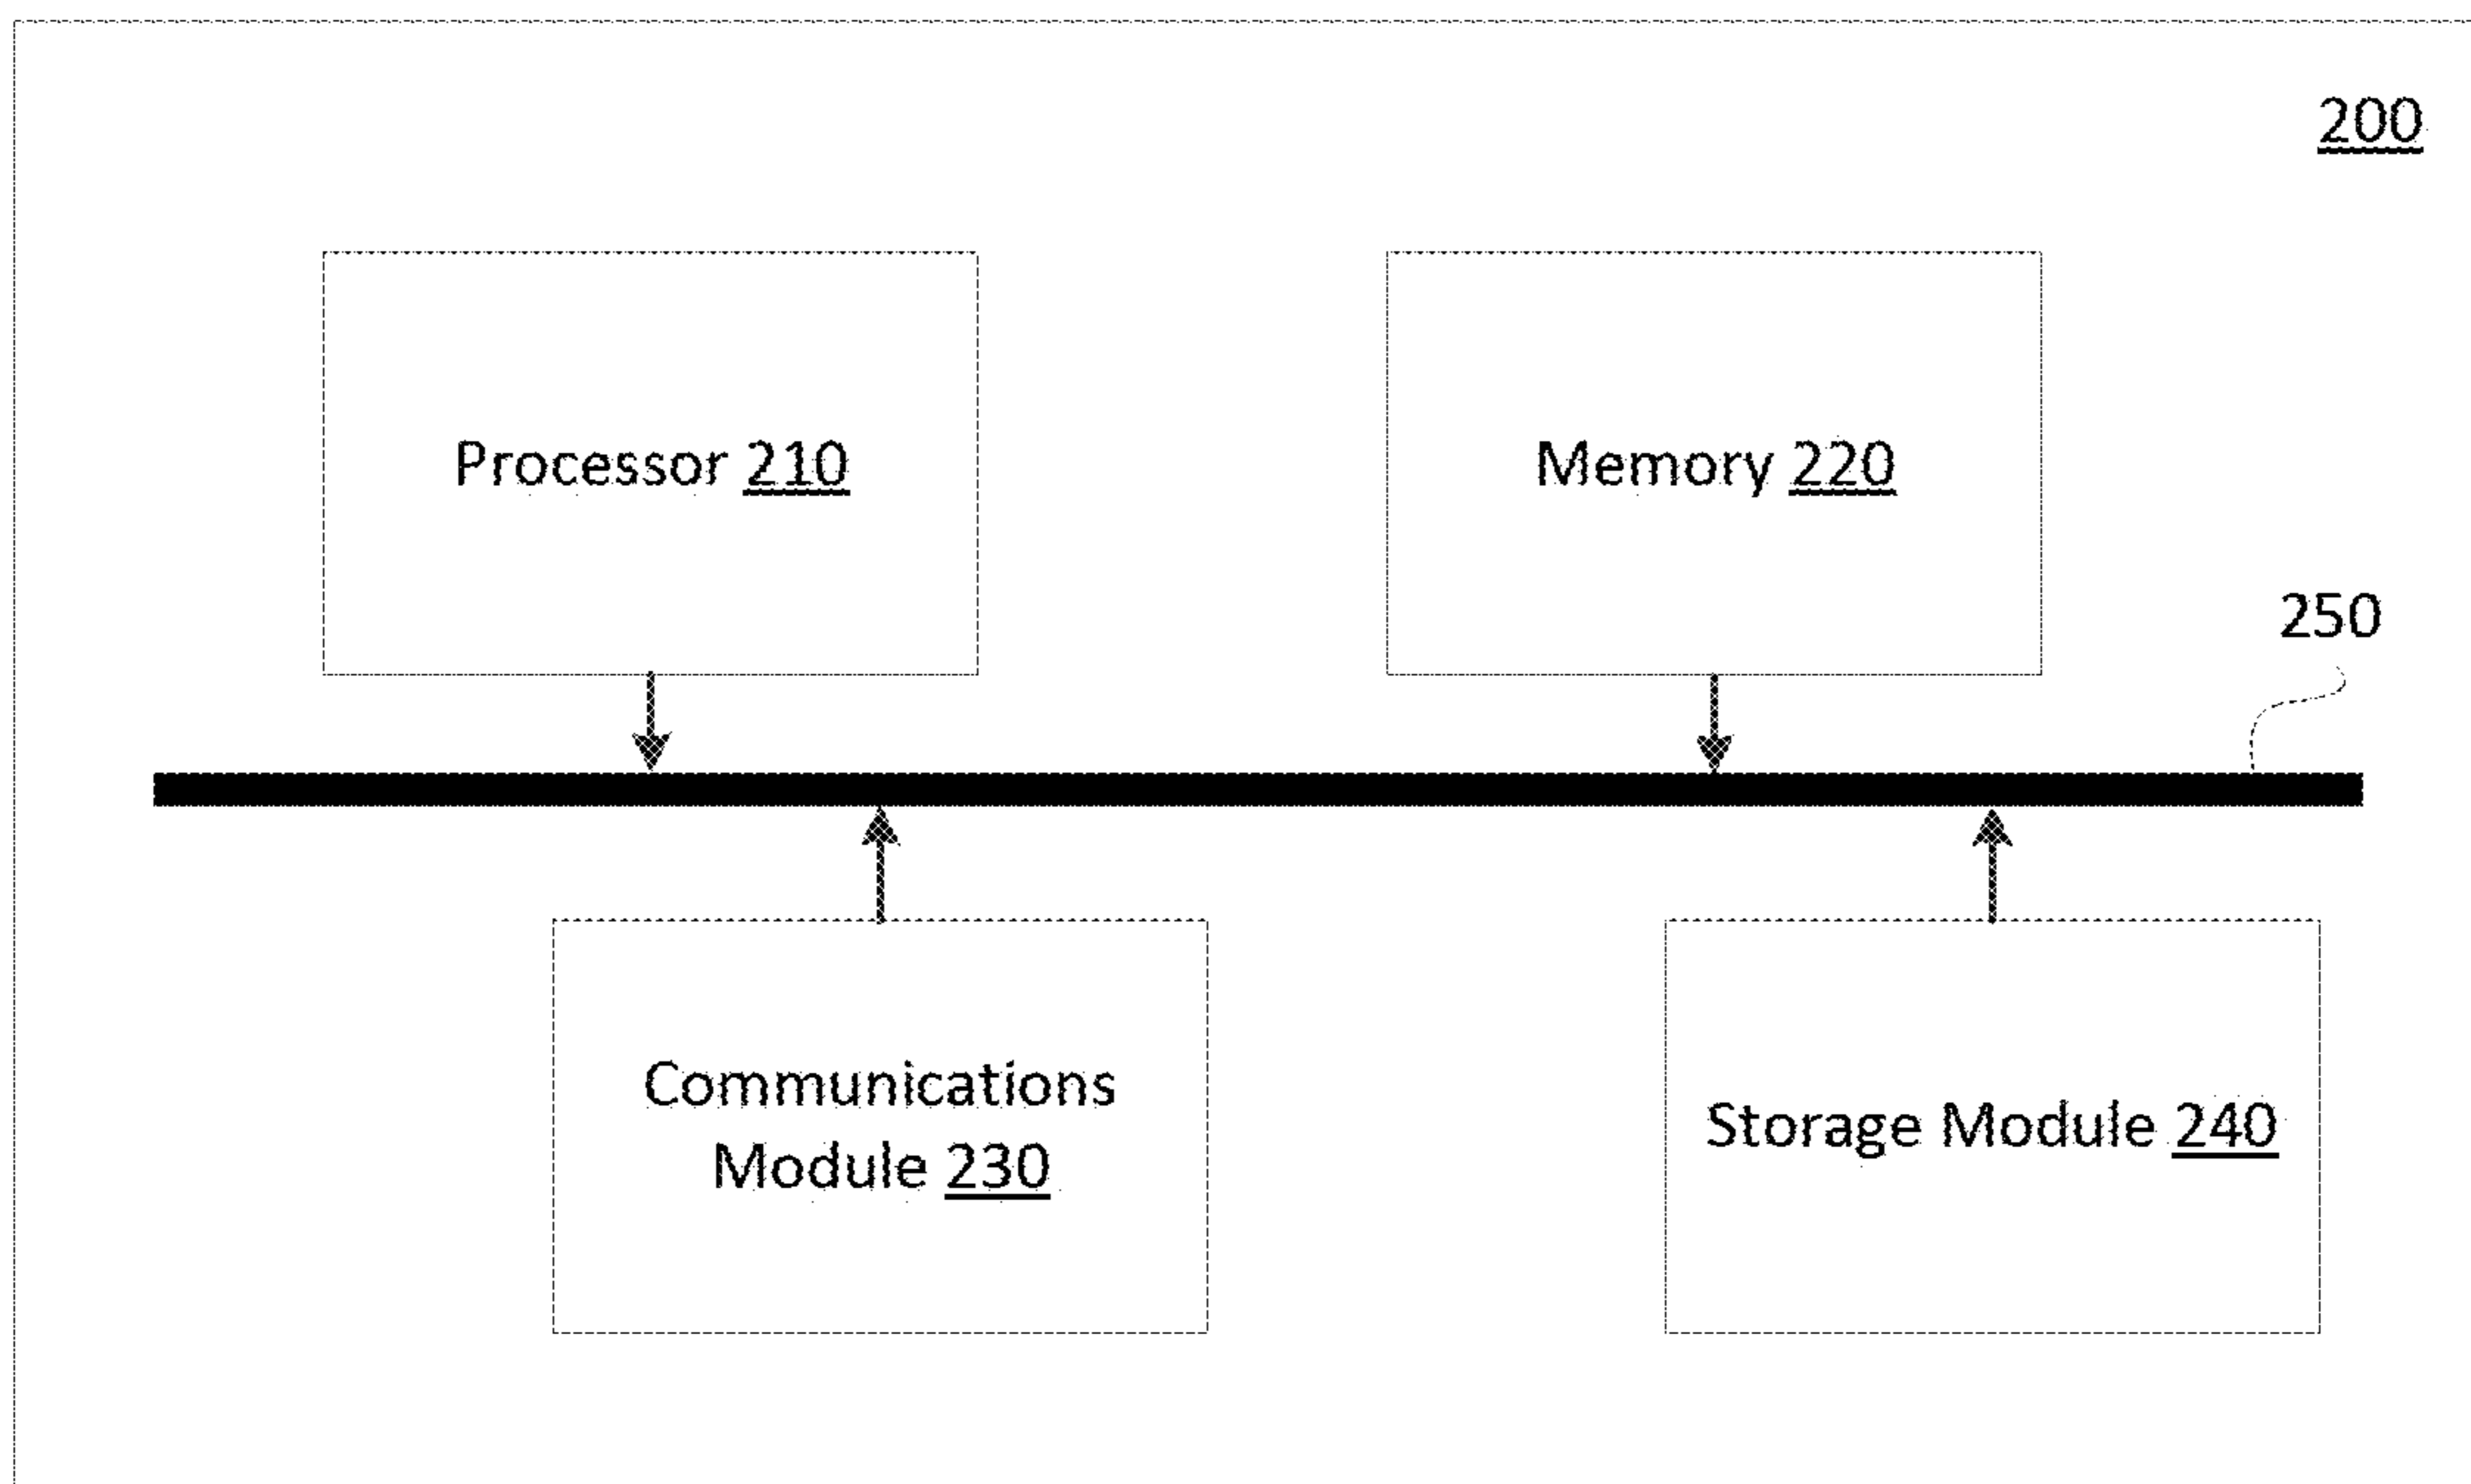 200
Processor 210
Memory 220
250
Communications
Module 230
Storage Module 240